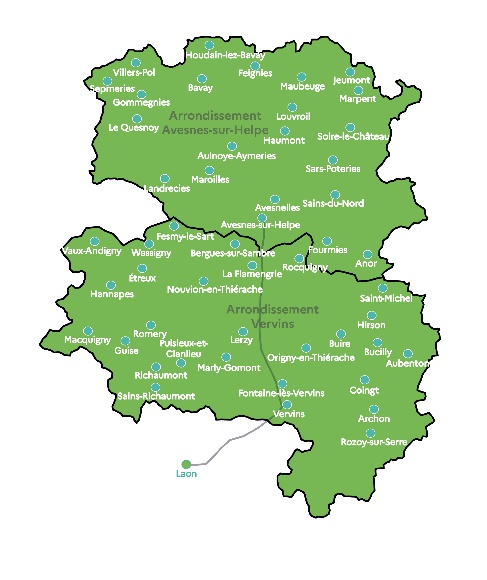 Houdain-lez-Bavay
Villers-Pol
Feignies
Sepmeries
Bavay
Maubeuge
Jeumont
Gommegnies
Marpent
Arrondissement
Avesnes-sur-Helpe
Louvroil
Le Quesnoy
Haumont
Solre-le-Château
Aulnoye-Aymeries
Sars-Poteries
Maroilles
Landrecies
Avesnelles
Sains-du-Nord
Avesnes-sur-Helpe
Fesmy-le-Sart
Vaux-Andigny
Wassigny
Bergues-sur-Sambre
Fourmies
Rocquigny
Anor
Étreux
La Flamengrie
Hannapes
Nouvion-en-Thiérache
Saint-Michel
Arrondissement
Vervins
Hirson
Macquigny
Romery
Lerzy
Buire
Guise
Puisieux-et-
Clanlieu
Bucilly
Marly-Gomont
Origny-en-Thiérache
Aubenton
Richaumont
Sains-Richaumont
Fontaine-lès-Vervins
Coingt
Vervins
Archon
Rozoy-sur-Serre
Laon